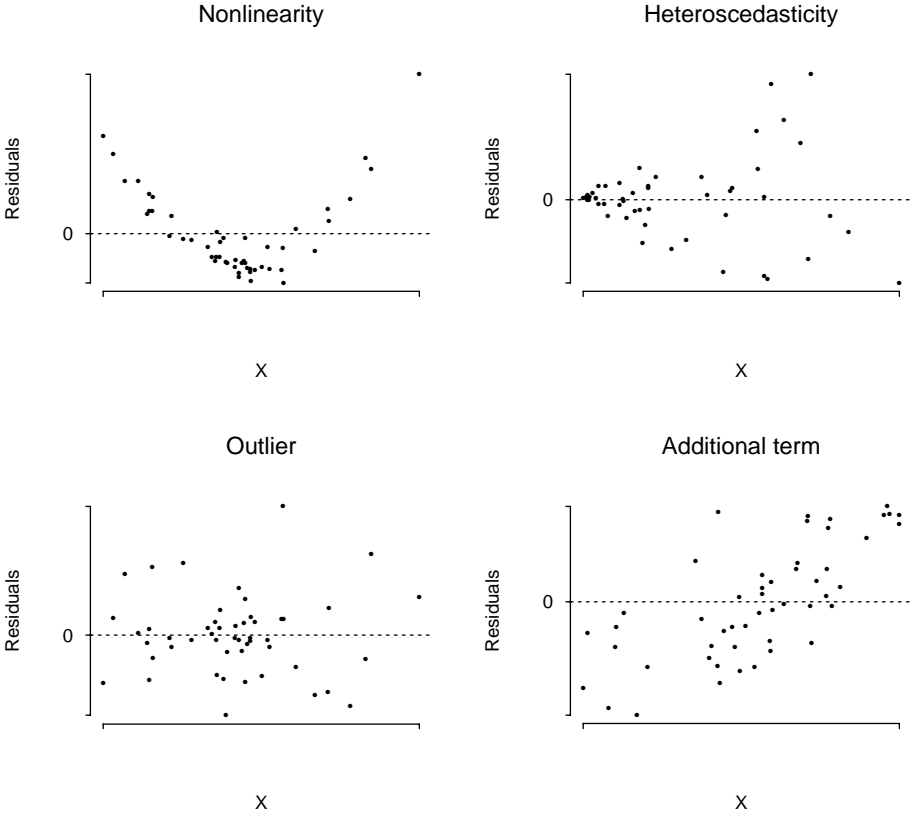 Nonlinearity
Residuals
0
X
Heteroscedasticity
Residuals
0
X
Outlier
Residuals
0
X
Additional term
Residuals
0
X